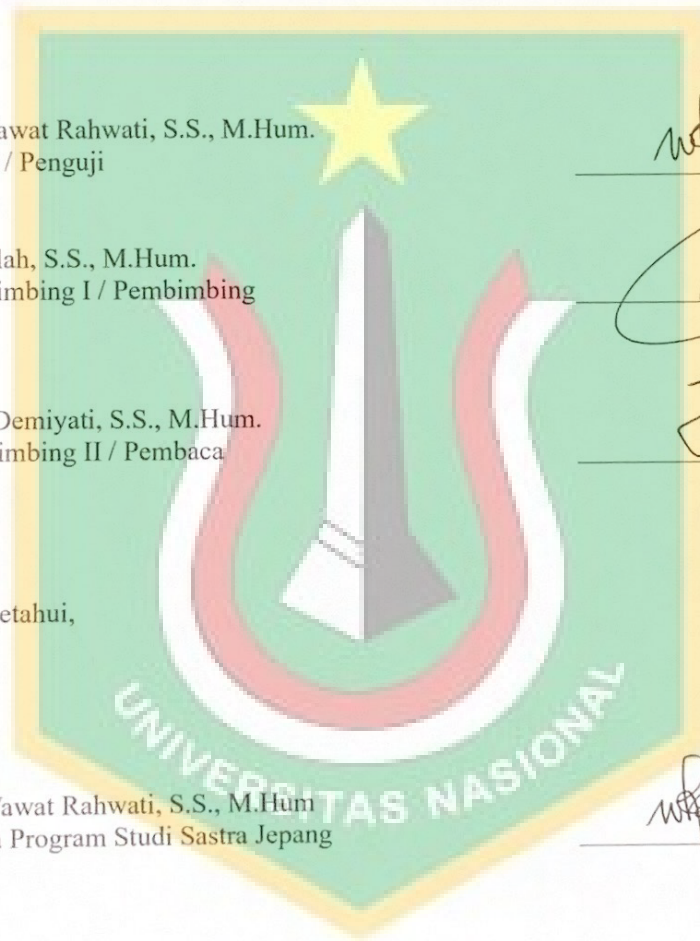 awat Rahwati, S.S., M.Hum.
/ Penguji
lah, S.S., M.Hum.
imbing I / Pembimbing
Demiyati, S.S., M.Hum.
imbing II / Pembaca
etahui,
UNIVERSITAS NASIONAL
awat Rahwati, S.S., M.Hum
Program Studi Sastra Jepang